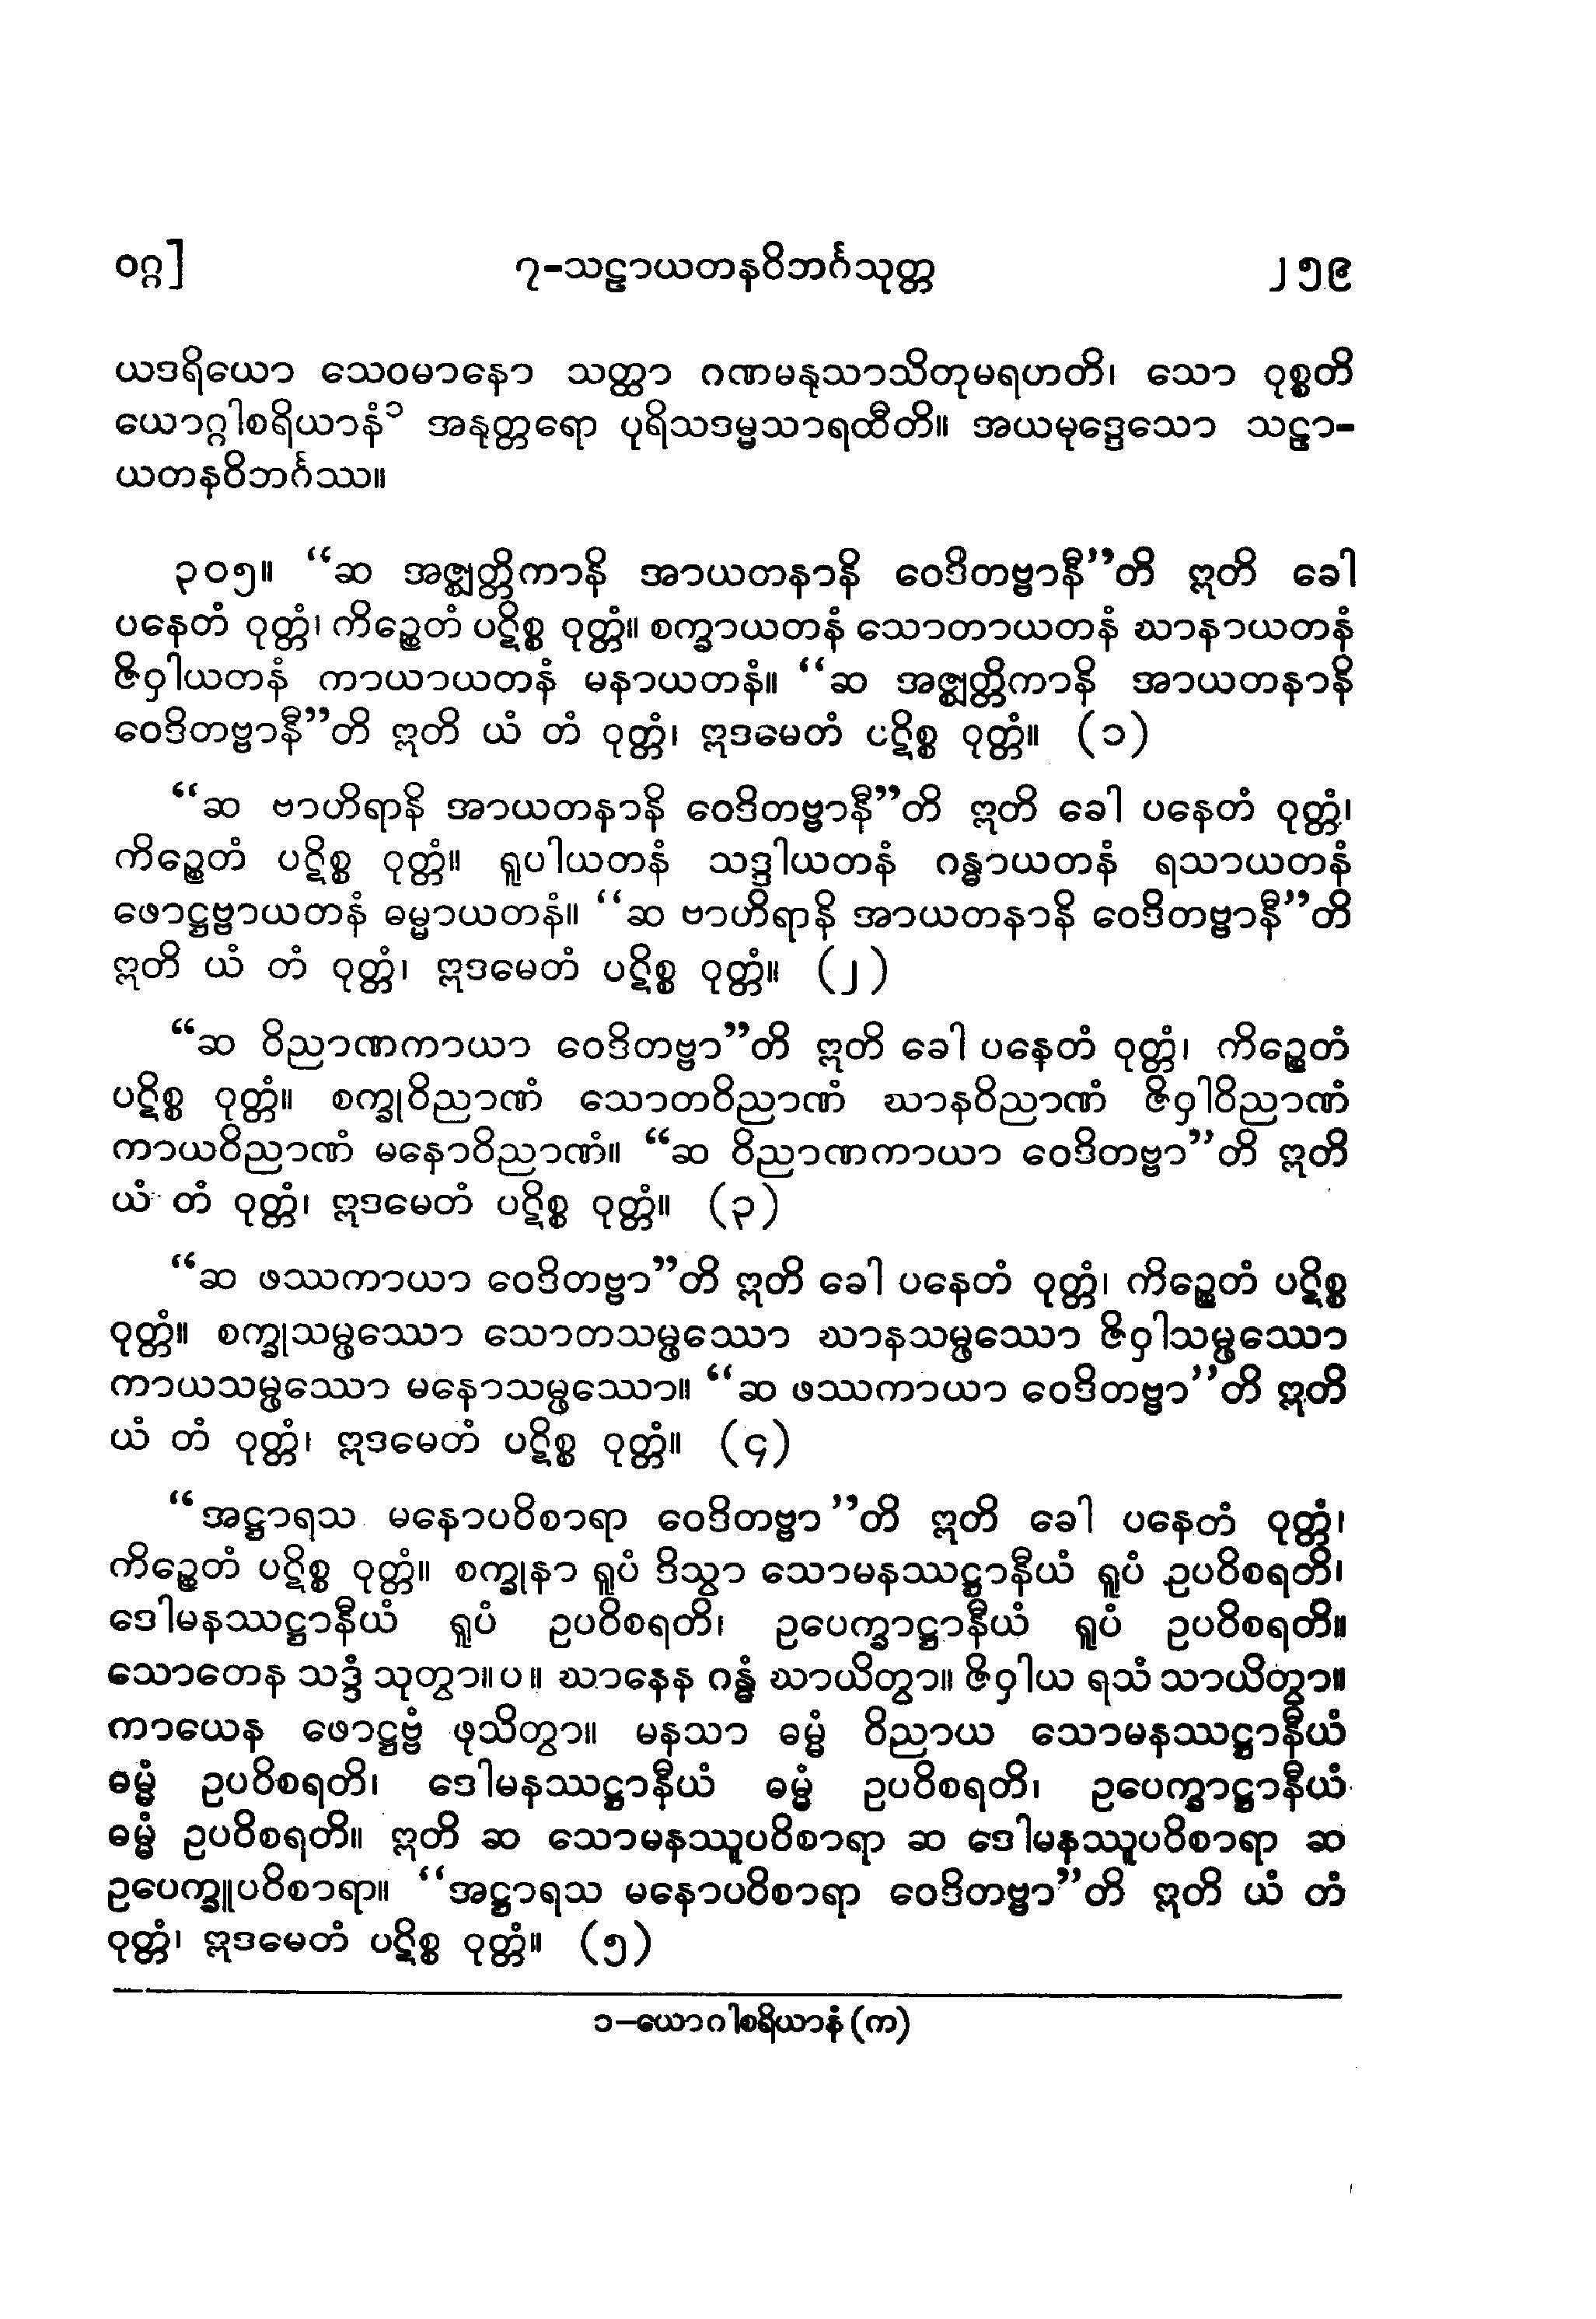 ဝဂ္ဂ]
၇-သဠာယတနဝိဘင်္ဂသုတ္တ
၂၅၉
ယဒရိယော သေဝမာနော သတ္ထာ ဂဏမနုသာသိတုမရဟတိ၊ သော ဝုစ္စတိ
ယောဂ္ဂါစရိယာနံ၁ အနုတ္တရော ပုရိသဒမ္မသာရထီတိ။ အယမုဒ္ဒေသော သဠာ-
ယတနဝိဘင်္ဂဿ။
၃၀၅။ “ဆ အဇ္ဈတ္တိကာနိ အာယတနာနိ ဝေဒိတဗ္ဗာနီ”တိ ဣတိ ခေါ
ပနေတံ ဝုတ္တံ၊ ကိဉ္စေတံ ပဋိစ္စ ဝုတ္တံ။ စက္ခာယတနံ သောတာယတနံ ဃာနာယတနံ
ဇိဝှါယတနံ ကာယာယတနံ မနာယတနံ။ “ဆ အဇ္ဈတ္တိကာနိ အာယတနာနိ
ဝေဒိတဗ္ဗာနီ”တိ ဣတိ ယံ တံ ဝုတ္တံ၊ ဣဒမေတံ ပဋိစ္စ ဝုတ္တံ။ (၁)
“ဆ ဗာဟိရာနိ အာယတနာနိ ဝေဒိတဗ္ဗာနီ”တိ ဣတိ ခေါ ပနေတံ ဝုတ္တံ၊
ကိဉ္စေတံ ပဋိစ္စ ဝုတ္တံ။ ရူပါယတနံ သဒ္ဒါယတနံ ဂန္ဓာယတနံ ရသာယတနံ
ဖောဋ္ဌဗ္ဗာယတနံ ဓမ္မာယတနံ။ “ဆ ဗာဟိရာနိ အာယတနာနိ ဝေဒိတဗ္ဗာနီ”တိ
ဣတိ ယံ တံ ဝုတ္တံ၊ ဣဒမေတံ ပဋိစ္စ ဝုတ္တံ။ (၂)
“ဆ ဝိညာဏကာယာ ဝေဒိတဗ္ဗာ”တိ ဣတိ ခေါ ပနေတံ ဝုတ္တံ၊ ကိဉ္စေတံ
ပဋိစ္စ ဝုတ္တံ။ စက္ခုဝိညာဏံ သောတဝိညာဏံ ဃာနဝိညာဏံ ဇိဝှါဝိညာဏံ
ကာယဝိညာဏံ မနောဝိညာဏံ။ “ဆ ဝိညာဏကာယာ ဝေဒိတဗ္ဗာ”တိ ဣတိ
ယံ တံ ဝုတ္တံ၊ ဣဒမေတံ ပဋိစ္စ ဝုတ္တံ။ (၃)
“ဆ ဖဿကာယာ ဝေဒိတဗ္ဗာ”တိ ဣတိ ခေါ ပနေတံ ဝုတ္တံ၊ ကိဉ္စေတံ ပဋိစ္စ
ဝုတ္တံ။ စက္ခုသမ္ဖဿော သောတသမ္ဖဿော ဃာနသမ္ဖဿော ဇိဝှါသမ္ဖဿော
ကာယသမ္ဖဿော မနောသမ္ဖဿော။ “ဆ ဖဿကာယာ ဝေဒိတဗ္ဗာ”တိ ဣတိ
ယံ တံ ဝုတ္တံ၊ ဣဒမေတံ ပဋိစ္စ ဝုတ္တံ။ (၄)
“အဋ္ဌာရသ မနောပဝိစာရာ ဝေဒိတဗ္ဗာ”တိ ဣတိ ခေါ ပနေတံ ဝုတ္တံ၊
ကိဉ္စေတံ ပဋိစ္စ ဝုတ္တံ။ စက္ခုနာ ရူပံ ဒိသွာ သောမနဿဋ္ဌာနီယံ ရူပံ ဥပဝိစရတိ၊
ဒေါမနဿဋ္ဌာနီယံ ရူပံ ဥပဝိစရတိ၊ ဥပေက္ခာဋ္ဌာနီယံ ရူပံ ဥပဝိစရတိ။
သောတေန သဒ္ဒံ သုတွာ။ ပ။ ဃာနေန ဂန္ဓံ ဃာယိတွာ။ ဇိဝှါယ ရသံ သာယိတွာ။
ကာယေန ဖောဋ္ဌဗ္ဗံ ဖုသိတွာ။ မနသာ ဓမ္မံ ဝိညာယ သောမနဿဋ္ဌာနီယံ
ဓမ္မံ ဥပဝိစရတိ၊ ဒေါမနဿဋ္ဌာနီယံ ဓမ္မံ ဥပဝိစရတိ၊ ဥပေက္ခာဋ္ဌာနီယံ
ဓမ္မံ ဥပဝိစရတိ။ ဣတိ ဆ သောမနဿူပဝိစာရာ ဆ ဒေါမနဿူပဝိစာရာ ဆ
ဥပေက္ခူပဝိစာရာ။ “အဋ္ဌာရသ မနောပဝိစာရာ ဝေဒိတဗ္ဗာ”တိ ဣတိ ယံ တံ
ဝုတ္တံ၊ ဣဒမေတံ ပဋိစ္စ ဝုတ္တံ။ (၅)
၁—ယောဂါစရိယာနံ (က)